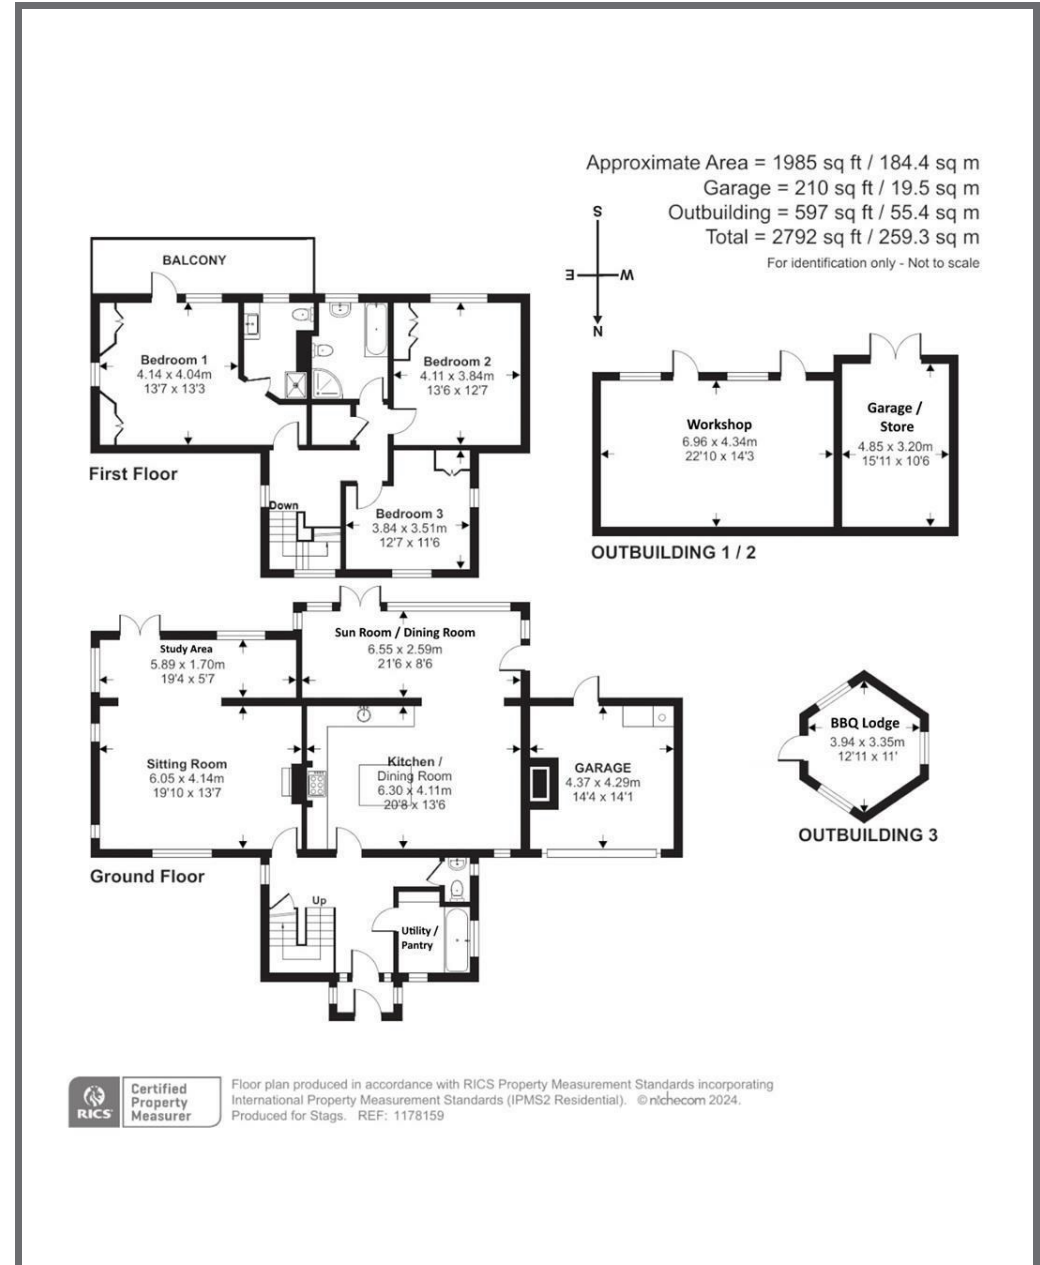 Approximate Area = 1985 sq ft / 184.4 sq m
Garage = 210 sq ft / 19.5 sq m
Outbuilding = 597 sq ft / 55.4 sq m
Total = 2792 sq ft / 259.3 sq m
For identification only - Not to scale
S
E
W
N
BALCONY
Bedroom 1
4.14 x 4.04m
13'7 x 13'3
Bedroom 2
4.11 x 3.84m
13'6 x 12'7
First Floor
Down
Bedroom 3
3.84 x 3.51m
12'7 x 11'6
Workshop
6.96 x 4.34m
22'10 x 14'3
Garage /
Store
4.85 x 3.20m
15'11 x 10'6
OUTBUILDING 1 / 2
Study Area
5.89 x 1.70m
19'4 x 5'7
Sun Room / Dining Room
6.55 x 2.59m
21'6 x 8'6
Sitting Room
6.05 x 4.14m
19'10 x 13'7
Kitchen /
Dining Room
6.30 x 4.11m
20'8 x 13'6
GARAGE
4.37 x 4.29m
14'4 x 14'1
BBQ Lodge
3.94 x 3.35m
12'11 x 11'
OUTBUILDING 3
Ground Floor
Up
Utility /
Pantry
RICS
Certified
Property
Measurer
Floor plan produced in accordance with RICS Property Measurement Standards incorporating
International Property Measurement Standards (IPMS2 Residential). © nichecom 2024.
Produced for Stags. REF: 1178159